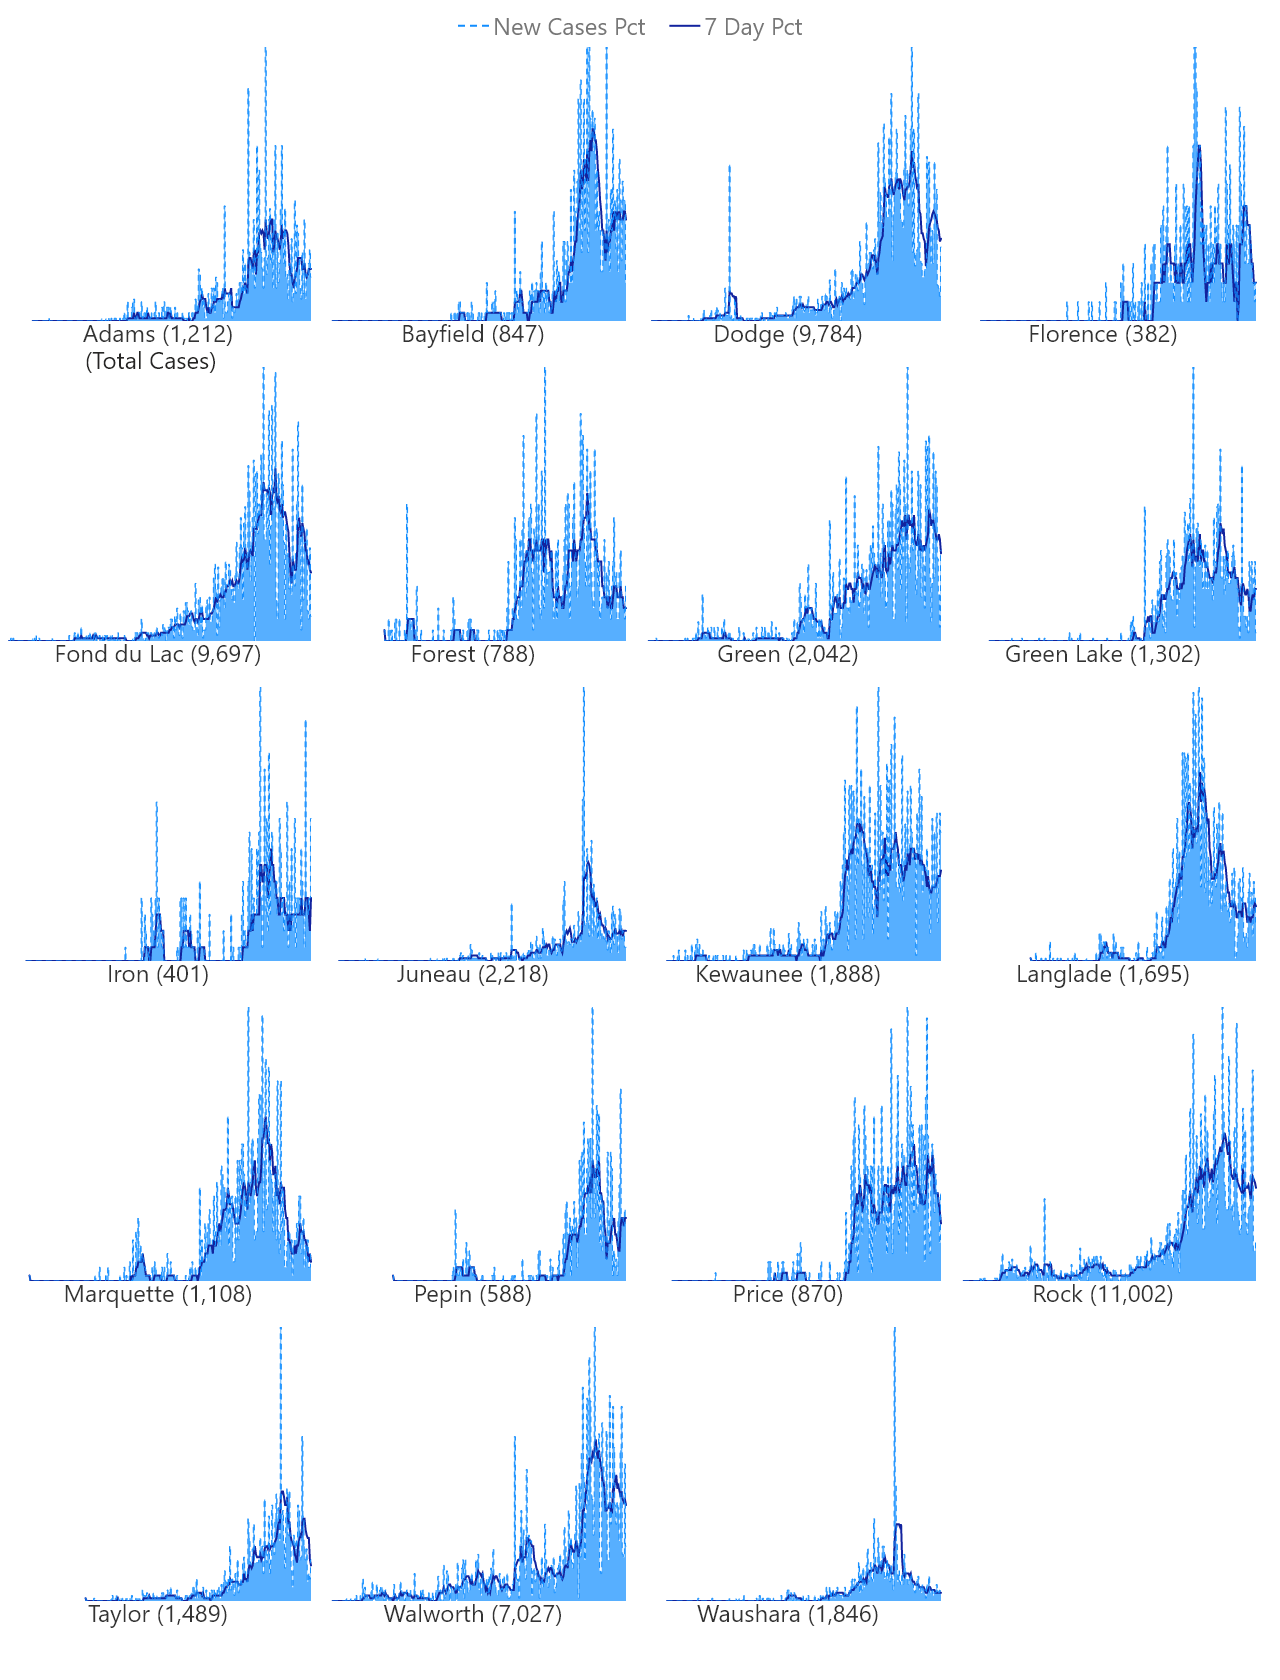 New Cases Pct 7 Day Pct
Adams (1,212)
(Total Cases)
Bayfield (847)
Dodge (9,784)
Florence (382)
Fond du Lac (9,697)
Forest (788)
Green (2,042)
Green Lake (1,302)
Iron (401)
Juneau (2,218)
Kewaunee (1,888)
Langlade (1,695)
Marquette (1,108)
Pepin (588)
Price (870)
Rock (11,002)
Taylor (1,489)
Walworth (7,027)
Waushara (1,846)